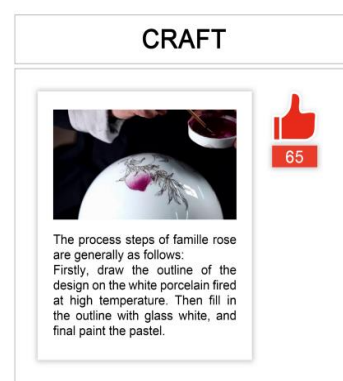 CRAFT
65
The process steps of famille rose
are generally as follows:
Firstly, draw the outline of the
design on the white porcelain fired
at high temperature. Then fill in
the outline with glass white, and
final paint the pastel.